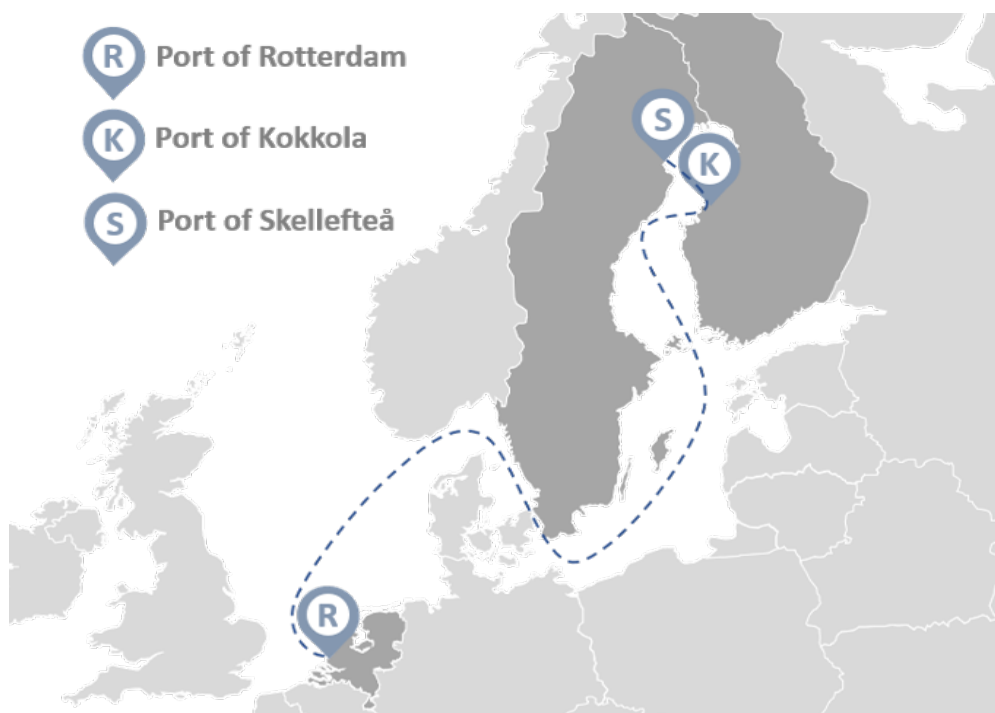 R Port of Rotterdam
K Port of Kokkola
S Port of Skellefteå
S
K
R